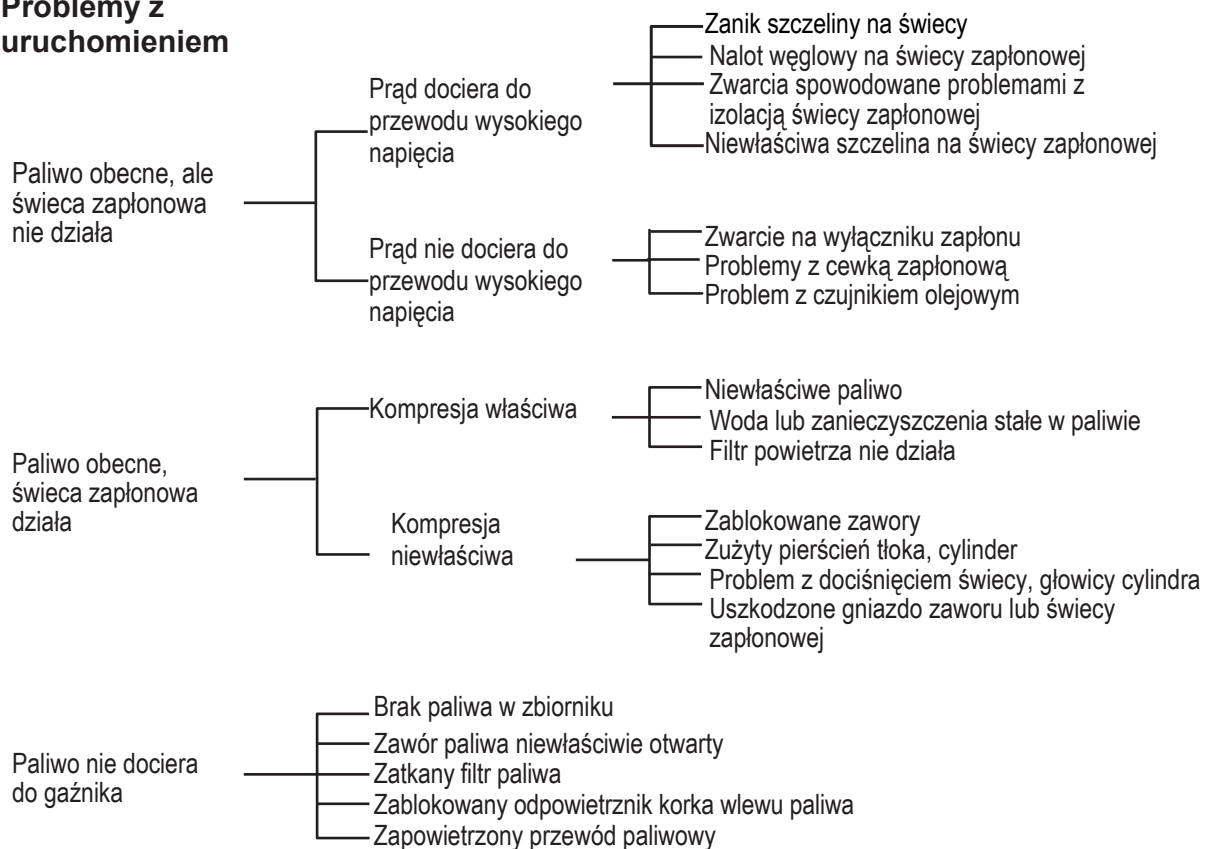 Problemy z
uruchomieniem
Paliwo obecne, ale
świeca zapłonowa
nie działa
Prąd dociera do
przewodu wysokiego
napięcia
Zanik szczeliny na świecy
Nalot węglowy na świecy zapłonowej
Zwarcia spowodowane problemami z
izolacją świecy zapłonowej
Niewłaściwa szczelina na świecy zapłonowej
Prąd nie dociera do
przewodu wysokiego
napięcia
Zwarcie na wyłączniku zapłonu
Problemy z cewką zapłonową
Problem z czujnikiem olejowym
Paliwo obecne,
świeca zapłonowa
działa
Kompresja właściwa
Niewłaściwe paliwo
Woda lub zanieczyszczenia stałe w paliwie
Filtr powietrza nie działa
Kompresja
niewłaściwa
Zablokowane zawory
Zużyty pierścień tłoka, cylinder
Problem z dociśnięciem świecy, głowicy cylindra
Uszkodzone gniazdo zaworu lub świecy
zapłonowej
Paliwo nie dociera
do gaźnika
Brak paliwa w zbiorniku
Zawór paliwa niewłaściwie otwarty
Zatkany filtr paliwa
Zablokowany odpowietrznik korka wlewu paliwa
Zapowietrzony przewód paliwowy